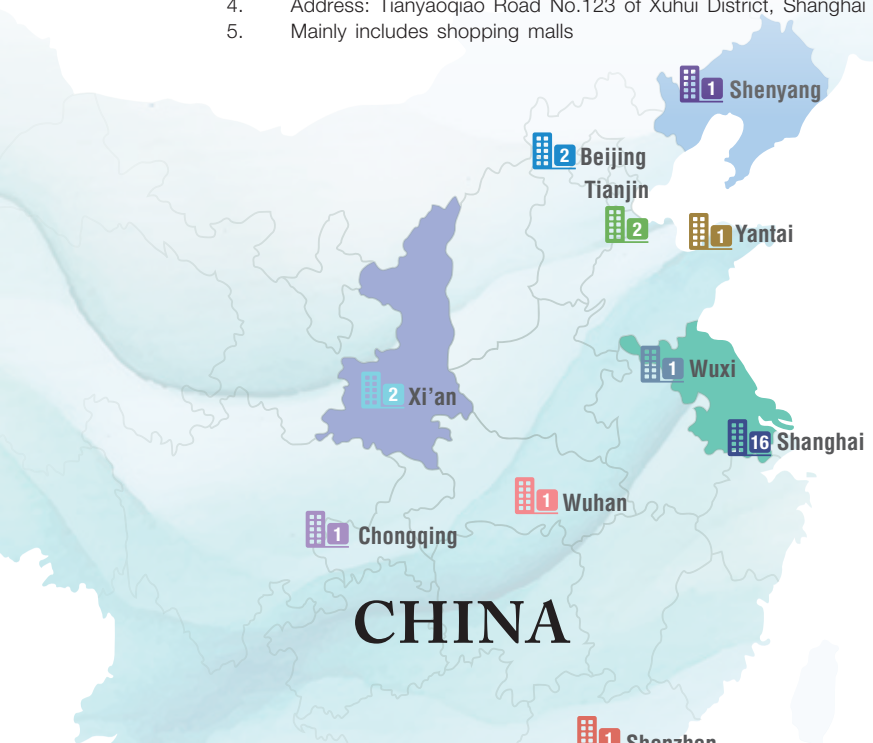 4. Address: Tianyaoqiao Road No.123 of Xuhui District, Shanghai
5. Mainly includes shopping malls
1 Shenyang
2 Beijing
Tianjin
2
1 Yantai
1 Wuxi
2 Xi’an
16 Shanghai
1 Wuhan
1 Chongqing
CHINA
1 Shenzhen